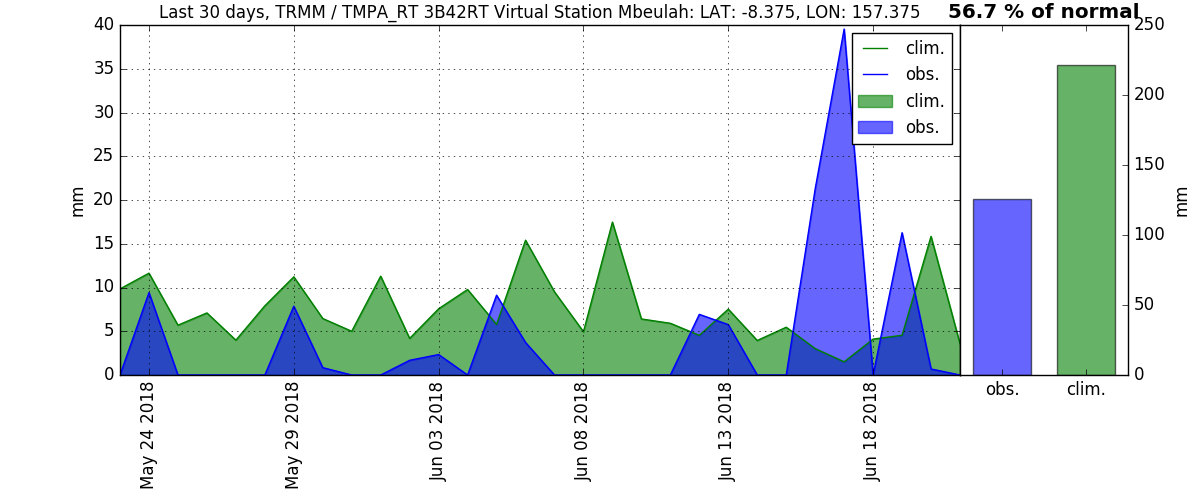 Last 30 days, TRMM / TMPA_RT 3B42RT Virtual Station Mbeulah: LAT: -8.375, LON: 157.375
56.7 % of normal
40
35
30
25
20
15
10
5
0
mm
clim.
obs.
clim.
obs.
250
200
150
100
50
0
mm
obs.
clim.
May 24 2018
May 29 2018
Jun 03 2018
Jun 08 2018
Jun 13 2018
Jun 18 2018